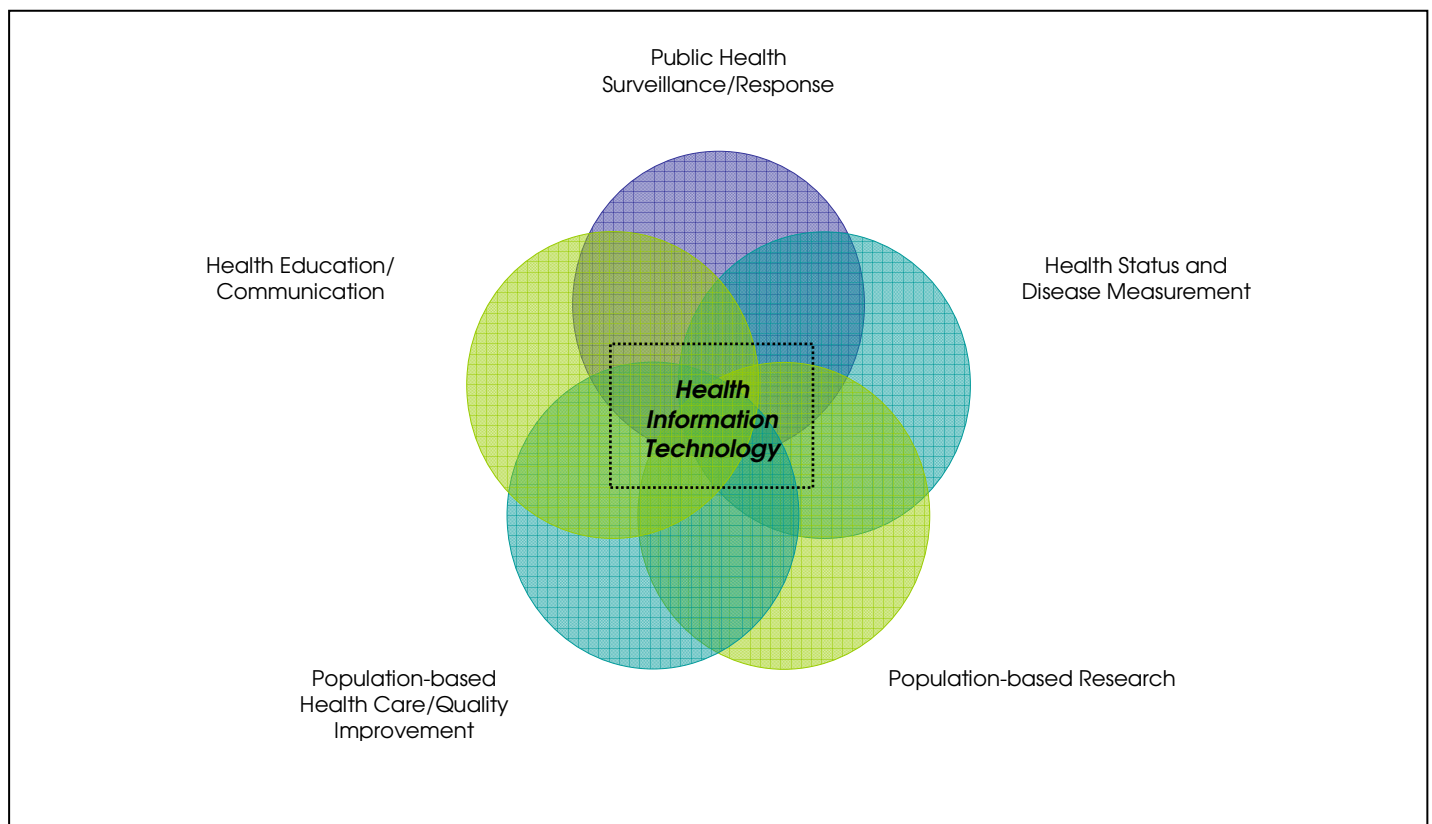 Public Health
Surveillance/Response
Health Education/
Communication
Health Status and
Disease Measurement
Health
Information
Technology
Population-based
Health Care/Quality
Improvement
Population-based Research